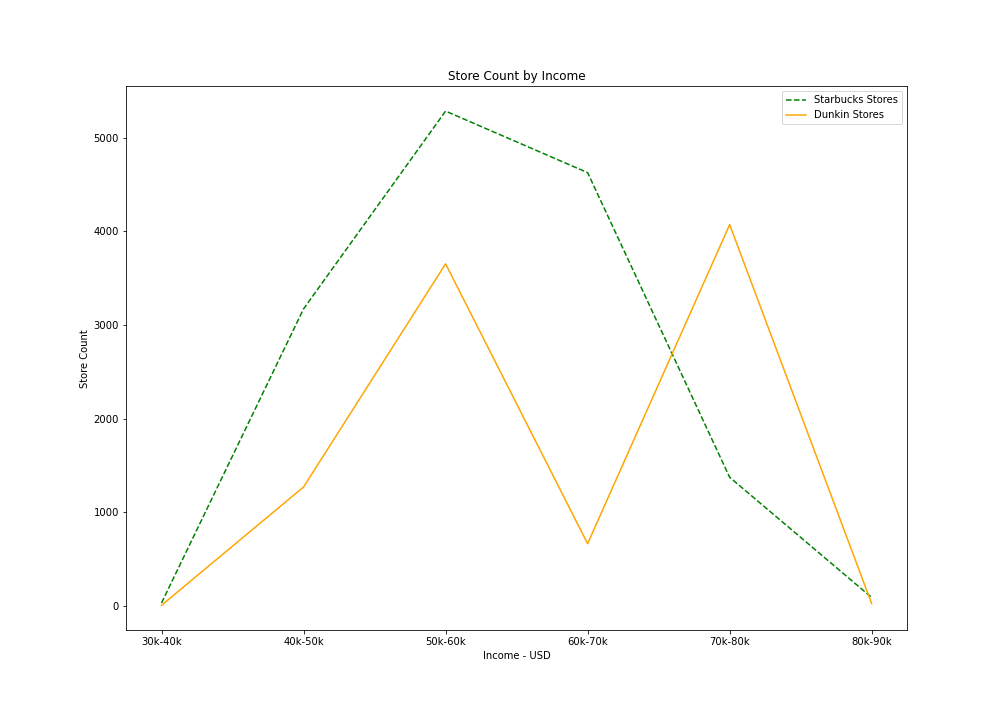 Store Count by Income
Starbucks Stores
Dunkin Stores
5000
4000
3000
2000
1000
0
Store Count
30k-40k 40k-50k 50k-60k 60k-70k 70k-80k 80k-90k
Income - USD